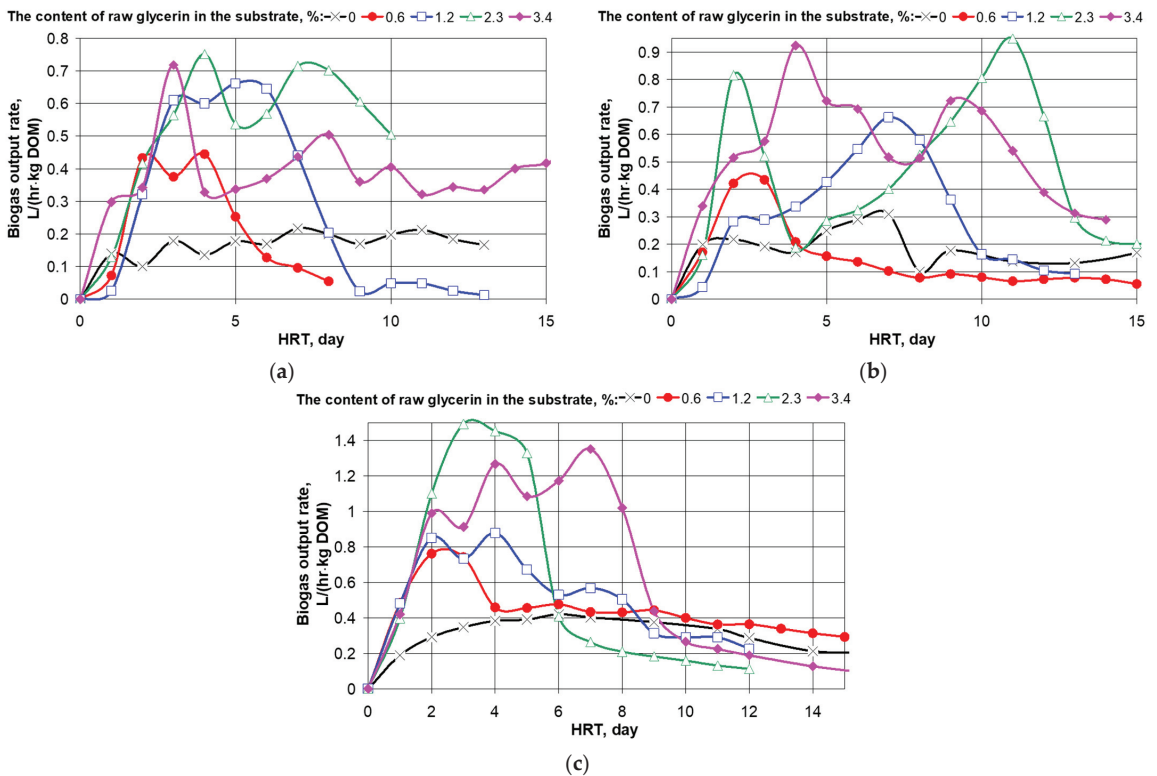 The content of raw glycerin in the substrate, %: 0 0.6 1.2 2.3 3.4
Biogas output rate,
L/(hr·kg DOM)
0.8
0.7
0.6
0.5
0.4
0.3
0.2
0.1
0
0 5 10 15
HRT, day
(a)
The content of raw glycerin in the substrate, %: 0 0.6 1.2 2.3 3.4
Biogas output rate,
L/(hr·kg DOM)
0.9
0.8
0.7
0.6
0.5
0.4
0.3
0.2
0.1
0
0 5 10 15
HRT, day
(b)
The content of raw glycerin in the substrate, %: 0 0.6 1.2 2.3 3.4
Biogas output rate,
L/(hr·kg DOM)
1.4
1.2
1
0.8
0.6
0.4
0.2
0
0 2 4 6 8 10 12 14
HRT, day
(c)